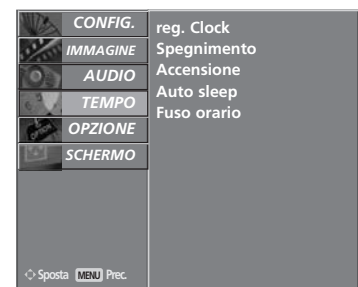 CONFIG.
IMMAGINE
AUDIO
TEMPO
OPZIONE
SCHERMO
reg. Clock
Spegnimento
Accensione
Auto sleep
Fuso orario
Sposta MENU Prec.